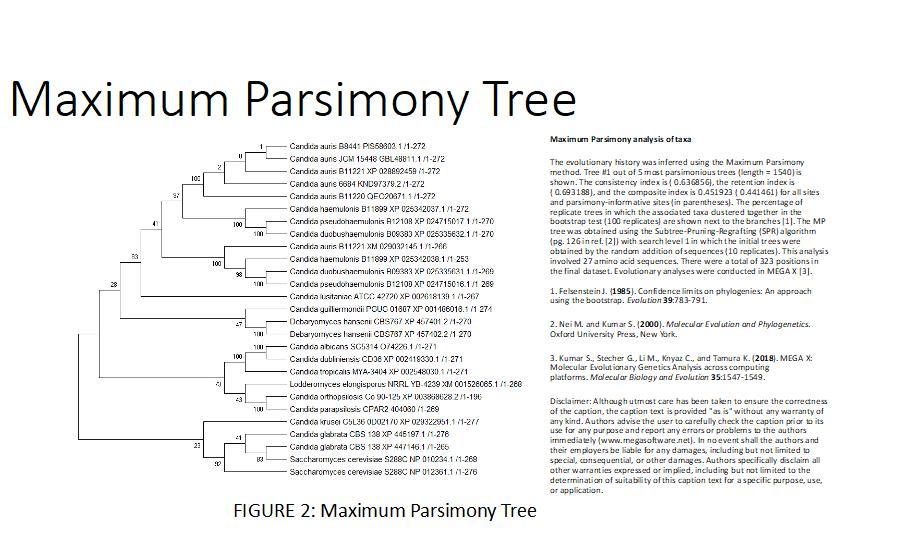 Maximum Parsimony Tree
Candida auris B8441 PIS58603.1 /1-272
Candida auris JCM 15448 GBL48811.1 /1-272
Candida auris B11221 XP 028892459 /1-272
Candida auris 6684 KND97379.2 /1-272
Candida auris B11220 QEO20671.1 /1-272
Candida haemulonis B11899 XP 025342037.1 /1-272
Candida pseudohaemulonis B12108 XP 024715017.1 /1-270
Candida duobushaemulonis B09383 XP 025335632.1 /1-270
Candida auris B11221 XM 029032145.1 /1-266
Candida haemulonis B11899 XP 025342038.1 /1-253
Candida duobushaemulonis B09383 XP 025335631.1 /1-269
Candida pseudohaemulonis B12108 XP 024715016.1 /1-269
Candida lusitaniae ATCC 42720 XP 002618139.1 /1-267
Candida guilliermondii PGUG 01687 XP 001486016.1 /1-274
Debaryomyces hansenii CBS767 XP 457401.2 /1-270
Debaryomyces hansenii CBS767 XP 457402.2 /1-270
Candida albicans SC5314 O74226.1 /1-271
Candida dubliniensis CD36 XP 002419330.1 /1-271
Candida tropicalis MYA-3404 XP 002548030.1 /1-271
Lodderomyces elongisporus NRRL YB-4239 XM 001526065.1 /1-268
Candida orthopsilosis Co 90-125 XP 003868628.2 /1-196
Candida parapsilosis CPAR2 404060 /1-269
Candida krusei C5L36 0D02170 XP 029322951.1 /1-277
Candida glabrata CBS 138 XP 445197.1 /1-276
Candida glabrata CBS 138 XP 447146.1 /1-265
Saccharomyces cerevisiae S288C NP 010234.1 /1-268
Saccharomyces cerevisiae S288C NP 012361.1 /1-276
1
0
2
100
97
100
100
41
100
98
83
28
47
100
100
43
43
100
23
41
83
92
FIGURE 2: Maximum Parsimony Tree
Maximum Parsimony analysis of taxa
The evolutionary history was inferred using the Maximum Parsimony
method. Tree #1 out of 5 most parsimonious trees (length = 1540) is
shown. The consistency index is ( 0.636856), the retention index is
( 0.693188), and the composite index is 0.451923 ( 0.441461) for all sites
and parsimony-informative sites (in parentheses). The percentage of
replicate trees in which the associated taxa clustered together in the
bootstrap test (100 replicates) are shown next to the branches [1]. The MP
tree was obtained using the Subtree-Pruning-Regrafting (SPR) algorithm
(pg. 126 in ref. [2]) with search level 1 in which the initial trees were
obtained by the random addition of sequences (10 replicates). This analysis
involved 27 amino acid sequences. There were a total of 323 positions in
the final dataset. Evolutionary analyses were conducted in MEGA X [3].
1. Felsenstein J. (1985). Confidence limits on phylogenies: An approach
using the bootstrap. Evolution 39:783-791.
2. Nei M. and Kumar S. (2000). Molecular Evolution and Phylogenetics.
Oxford University Press, New York.
3. Kumar S., Stecher G., Li M., Knyaz C., and Tamura K. (2018). MEGA X:
Molecular Evolutionary Genetics Analysis across computing
platforms. Molecular Biology and Evolution 35:1547-1549.
Disclaimer: Although utmost care has been taken to ensure the correctness
of the caption, the caption text is provided "as is" without any warranty of
any kind. Authors advise the user to carefully check the caption prior to its
use for any purpose and report any errors or problems to the authors
immediately (www.megasoftware.net). In no event shall the authors and
their employers be liable for any damages, including but not limited to
special, consequential, or other damages. Authors specifically disclaim all
other warranties expressed or implied, including but not limited to the
determination of suitability of this caption text for a specific purpose, use,
or application.